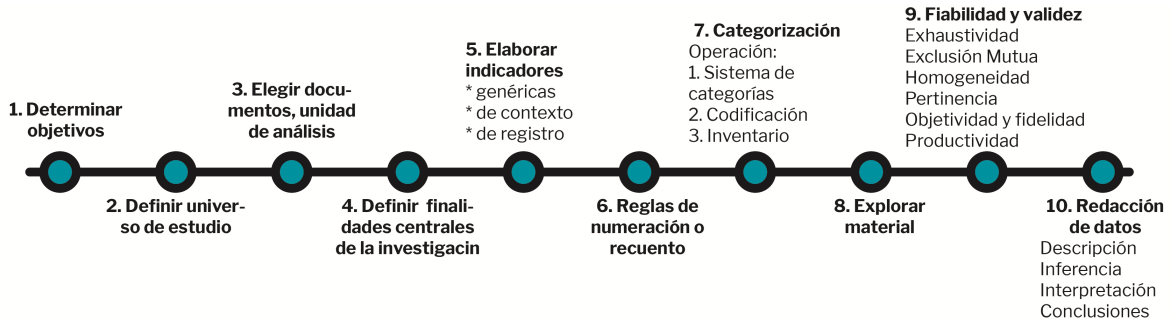 1. Determinar
objetivos
2. Definir univer-
so de estudio
3. Elegir docu-
mentos, unidad
de análisis
4. Definir  finali-
dades centrales
de la investigacin
5. Elaborar
indicadores
* genéricas
* de contexto
* de registro
6. Reglas de
numeración o
recuento
7. Categorización
Operación:
1. Sistema de
categorías
2. Codificación
3. Inventario
8. Explorar
material
9. Fiabilidad y validez
Exhaustividad
Exclusión Mutua
Homogeneidad
Pertinencia
Objetividad y fidelidad
Productividad
10. Redacción
de datos
Descripción
Inferencia
Interpretación
Conclusiones